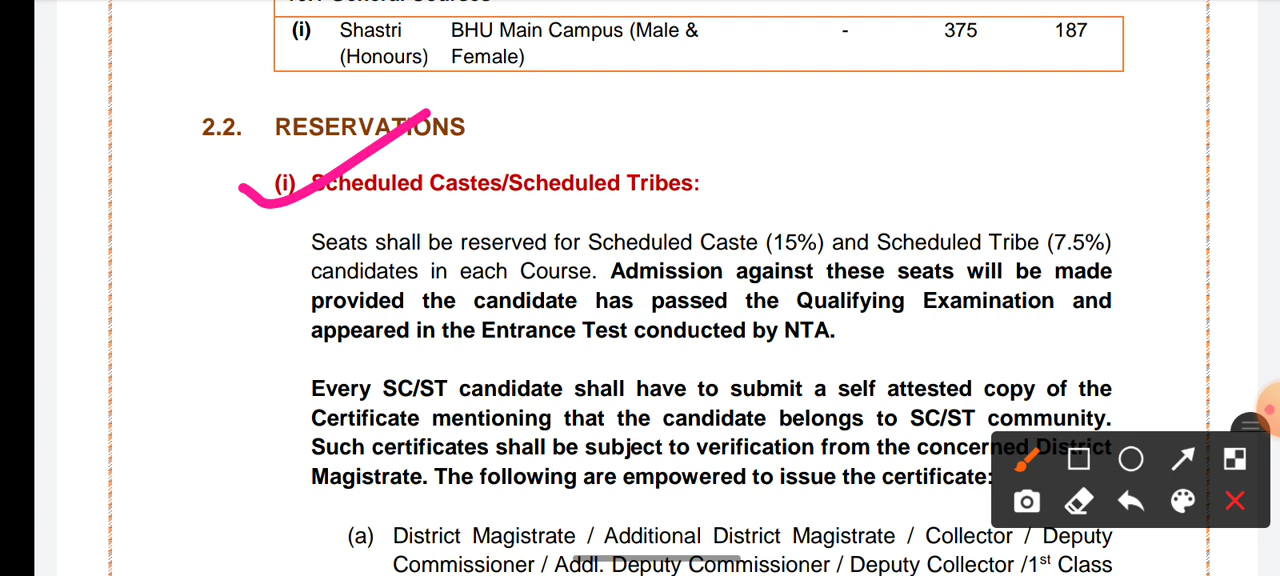 (i) Shastri BHU Main Campus (Male & - 375 187
(Honours) Female)
2.2. RESERVATIONS
(i) Scheduled Castes/Scheduled Tribes:
Seats shall be reserved for Scheduled Caste (15%) and Scheduled Tribe (7.5%)
candidates in each Course. Admission against these seats will be made
provided the candidate has passed the Qualifying Examination and
appeared in the Entrance Test conducted by NTA.
Every SC/ST candidate shall have to submit a self attested copy of the
Certificate mentioning that the candidate belongs to SC/ST community.
Such certificates shall be subject to verification from the concerned District
Magistrate. The following are empowered to issue the certificate:
(a) District Magistrate / Additional District Magistrate / Collector / Deputy
Commissioner / Addl. Deputy Commissioner / Deputy Collector /1st Class